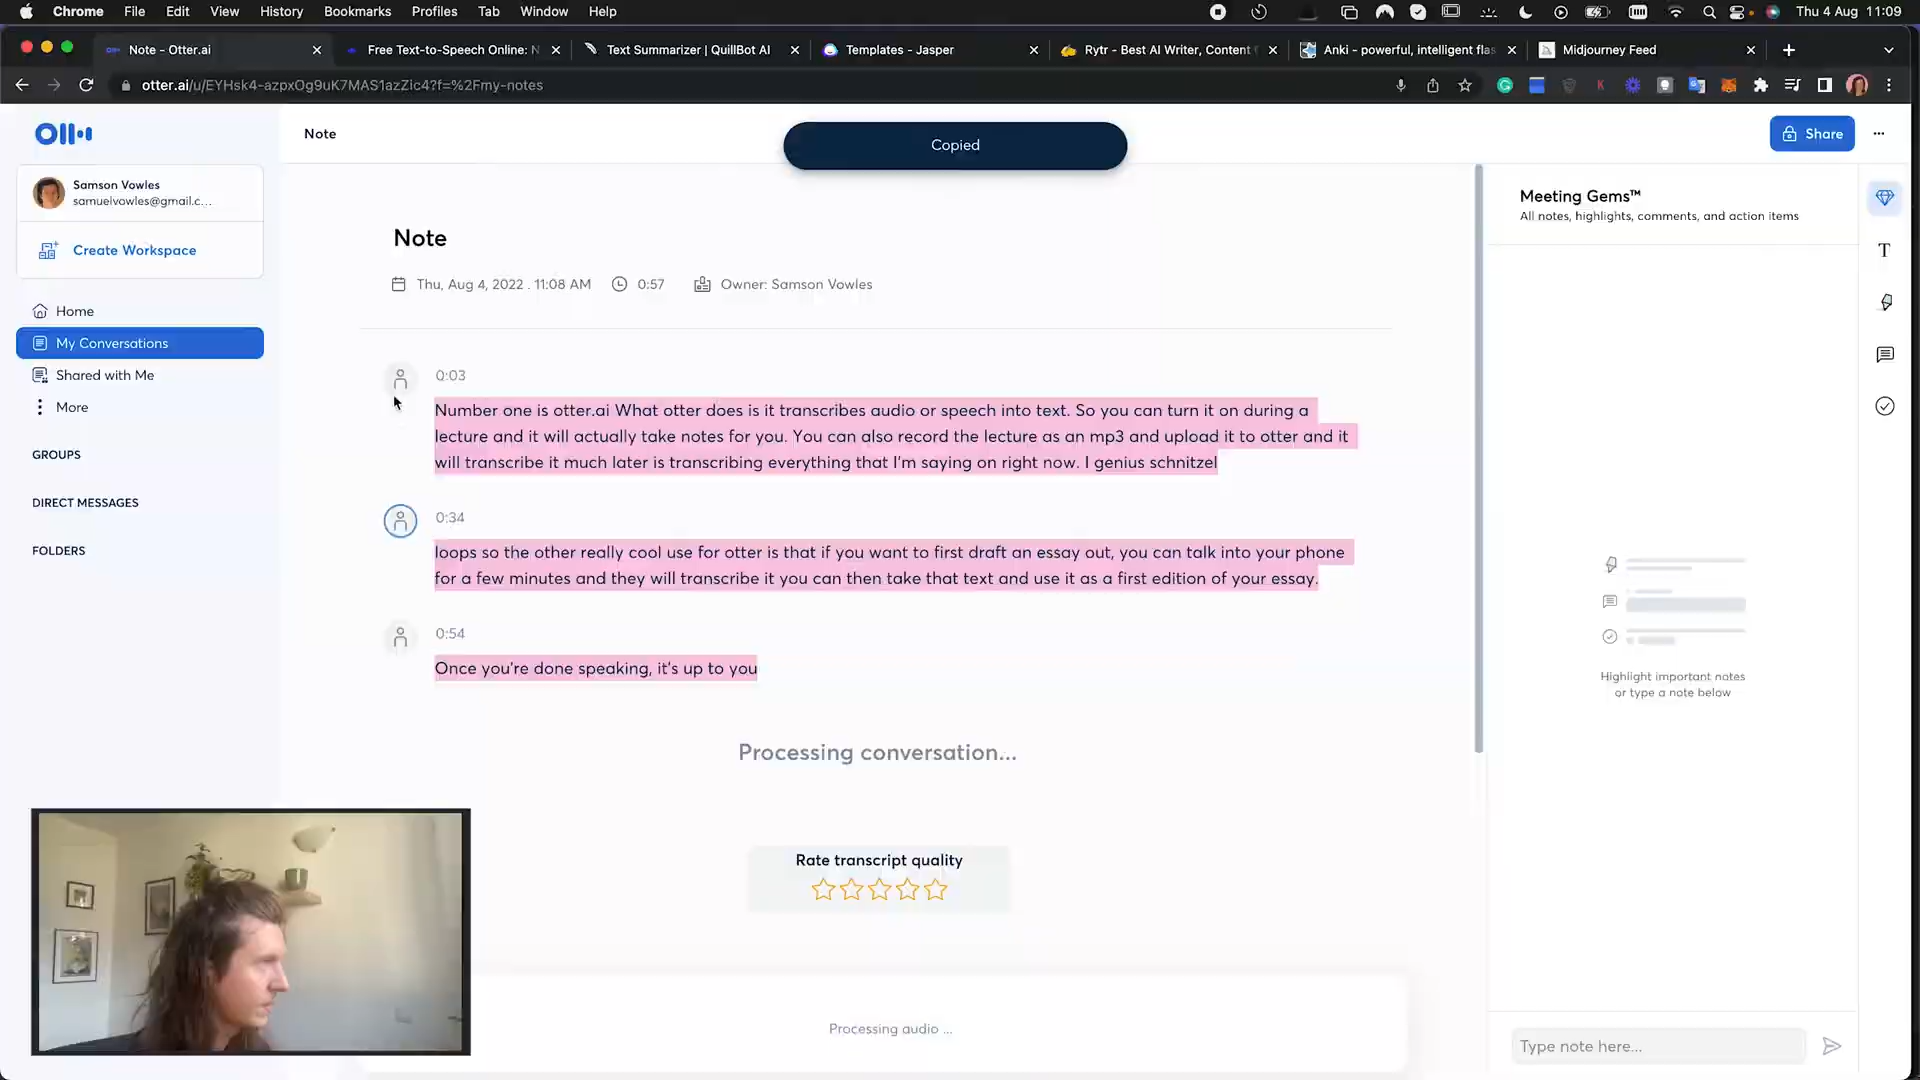 Chrome File Edit View History Bookmarks Profiles Tab Window Help Thu 4 Aug 11:09
Note - Otter.ai Free Text-to-Speech Online: N Text Summarizer | QuillBot AI Templates - Jasper Rytr - Best AI Writer, Content Anki - powerful, intelligent flas Midjourney Feed
otter.ai/u/EYHsk4-azpxOg9uK7MAS1azZic4?f=%2Fmy-notes
Note
Copied
Share
Samson Vowles
samuelvowles@gmail.c...
Create Workspace
Home
My Conversations
Shared with Me
More
GROUPS
DIRECT MESSAGES
FOLDERS
Note
Thu, Aug 4, 2022 . 11:08 AM 0:57 Owner: Samson Vowles
0:03
Number one is otter.ai What otter does is it transcribes audio or speech into text. So you can turn it on during a
lecture and it will actually take notes for you. You can also record the lecture as an mp3 and upload it to otter and it
will transcribe it much later is transcribing everything that I'm saying on right now. I genius schnitzel
0:34
loops so the other really cool use for otter is that if you want to first draft an essay out, you can talk into your phone
for a few minutes and they will transcribe it you can then take that text and use it as a first edition of your essay.
0:54
Once you're done speaking, it's up to you
Processing conversation...
Rate transcript quality
Processing audio ...
Meeting Gems™
All notes, highlights, comments, and action items
T
Highlight important notes
or type a note below
Type note here...